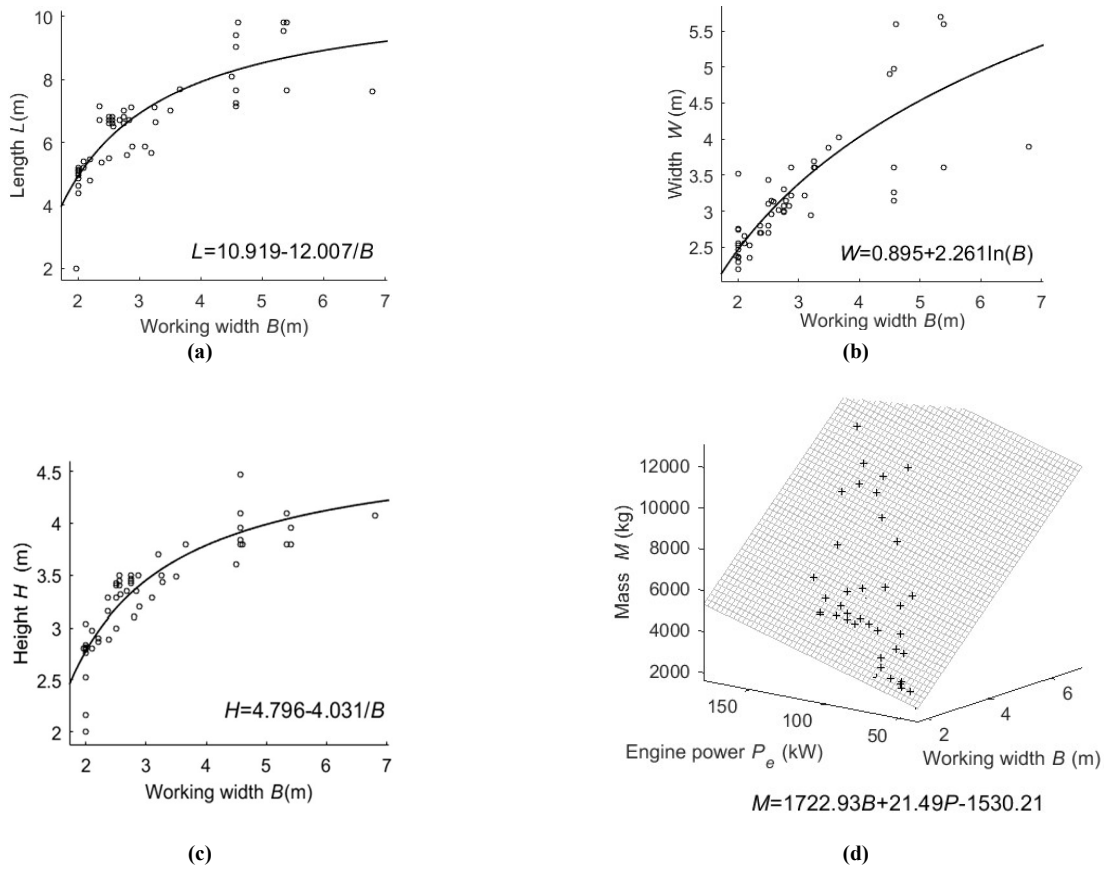 10
8
6
4
2
Length L(m)
L=10.919-12.007/B
2 3 4 5 6 7
Working width B(m)
(a)
5.5
5
4.5
4
3.5
3
2.5
Width W (m)
W=0.895+2.261ln(B)
2 3 4 5 6 7
Working width B(m)
(b)
4.5
4
3.5
3
2.5
2
Height H (m)
H=4.796-4.031/B
2 3 4 5 6 7
Working width B(m)
(c)
12000
10000
8000
6000
4000
2000
Mass M (kg)
150 100 50
2 4 6
Engine power Pe (kW)
Working width B (m)
M=1722.93B+21.49P-1530.21
(d)